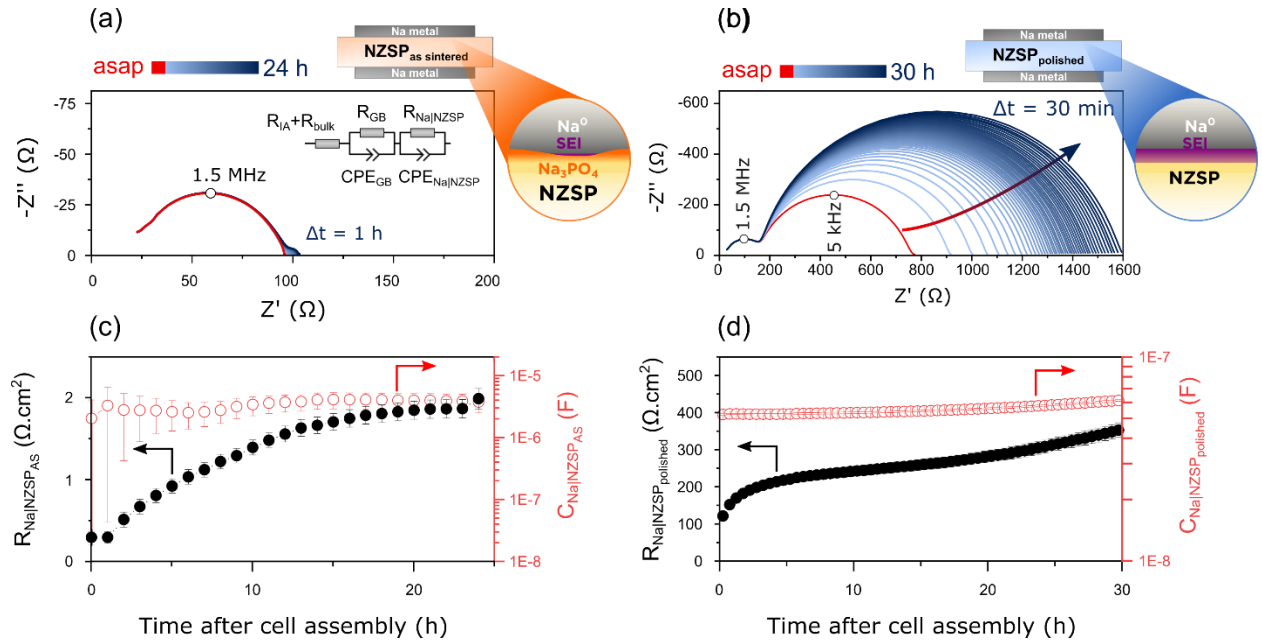 (a)
Na metal
NZSP as sintered
Na metal
asap 24 h
-75
-50
-25
0
-Z'' (Ω)
R_IA+R_bulk
R_GB
R_Na|NZSP
CPE_GB
CPE_Na|NZSP
1.5 MHz
Δt = 1 h
0 50 100 150 200
Z' (Ω)
Na⁰
SEI
Na₃PO₄
NZSP
(b)
Na metal
NZSP polished
Na metal
asap 30 h
-600
-400
-200
0
-Z'' (Ω)
Δt = 30 min
1.5 MHz
5 kHz
0 200 400 600 800 1000 1200 1400 1600
Z' (Ω)
Na⁰
SEI
NZSP
(c)
2
1
0
R_Na|NZSP_AS (Ω.cm²)
1E-5
1E-6
1E-7
1E-8
C_Na|NZSP_AS (F)
0 5 10 15 20 25
Time after cell assembly (h)
(d)
500
400
300
200
100
0
R_Na|NZSP_polished (Ω.cm²)
1E-7
1E-8
C_Na|NZSP_polished (F)
0 10 20 30
Time after cell assembly (h)